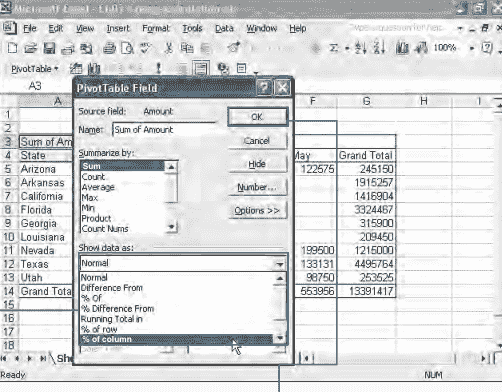 Microsoft Excel -
File Edit View Insert Format Tools Data Window Help
100%
PivotTable
A3
PivotTable Field
Source field: Amount
OK
Name: Sum of Amount
Cancel
Summarize by:
Hide
Sum
Count
Average
Max
Min
Product
Count Nums
Number...
Options >>
Show data as:
Normal
Normal
Difference From
% Of
% Difference From
Running Total in
% of row
% of column
A F G H I
1
2
3 Sum of Am
4 State May Grand Total
5 Arizona 122575 245150
6 Arkansas 1915257
7 California 1416904
8 Florida 3324467
9 Georgia 315900
10 Louisiana 209450
11 Nevada 199500 1215000
12 Texas 133131 4495764
13 Utah 98750 253525
14 Grand Tota 553956 13391417
15
16
17
18
Ready NUM